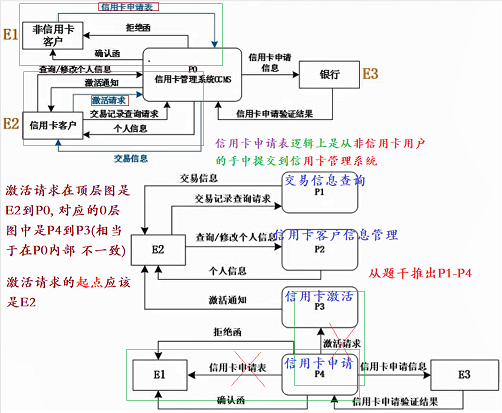 信用卡申请表
E1
非信用卡
客户
拒绝函
确认函
查询/修改个人信息
激活通知
激活请求
交易记录查询请求
E2
信用卡客户
个人信息
交易信息
P0
信用卡管理系统CCMS
信用卡申请
信息
银行
E3
信用卡申请验证结果
信用卡申请表逻辑上是从非信用卡用户
的手中提交到信用卡管理系统
激活请求在顶层图是
E2到P0, 对应的0层
图中是P4到P3(相当
于在P0内部 不一致)
激活请求的起点应该
是E2
交易信息
交易信息查询
P1
交易记录查询请求
E2
查询/修改个人信息
信用卡客户信息管理
P2
个人信息
从题干推出P1-P4
激活通知
信用卡激活
P3
拒绝函
激活请求
E1
信用卡申请表
信用卡申请
P4
信用卡申请信息
E3
确认函
信用卡申请验证结果